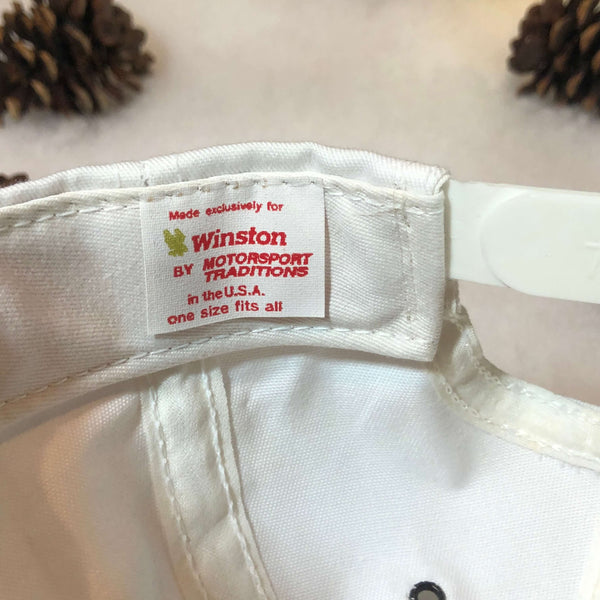 Made exclusively for
Winston
BY MOTORSPORT
TRADITIONS
in the U.S.A.
one size fits all